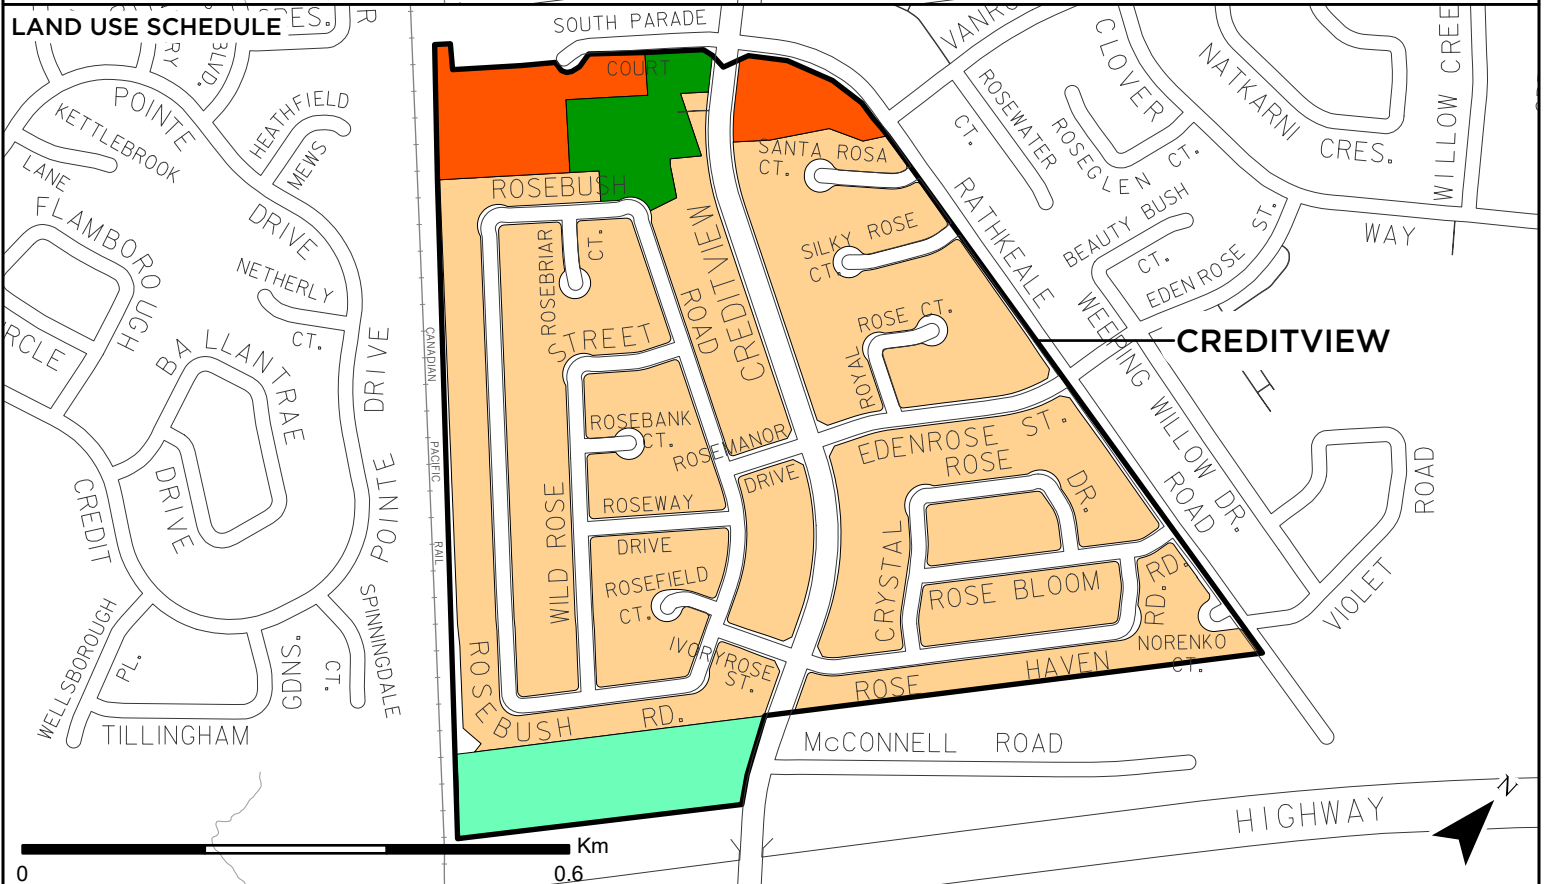 LAND USE SCHEDULE
CRES.
BLVD.
SOUTH PARADE
COURT
POINTE
DRIVE
KETTLEBROOK
LANE
HEATHFIELD
MEWS
FLAMBOROUGH
NETHERLY
CT.
BALLANTRAE
DRIVE
POINTE DRIVE
CREDIT
WELLSBOROUGH
PL.
TILLINGHAM
GDNS.
SPINNINGDALE
CT.
CANADIAN
PACIFIC
RAIL
ROSEBUSH
ROSEBRIAR
CT.
STREET
WILD ROSE
ROSEBANK
CT.
ROSEMANOR
DRIVE
ROSEWAY
DRIVE
ROSEFIELD
CT.
IVORYROSE
ST.
ROSEBUSH
RD.
CREDITVIEW
ROAD
SANTA ROSA
CT.
SILKY ROSE
CT.
ROYAL
ROSE CT.
EDENROSE ST.
CRYSTAL
ROSE
DR.
ROSE BLOOM
RD.
RD.
ROSE
HAVEN
NORENKO
CT.
McCONNELL ROAD
HIGHWAY
RATHKEALE
ROAD
CLOVER
ROSEWATER
CT.
ROSEGLEN
CT.
BEAUTY BUSH
CT.
EDENROSE ST.
NATKARNI
CRES.
WAY
WEEPING WILLOW DR.
VIOLET
ROAD
CREDITVIEW
N
0
0.6
Km